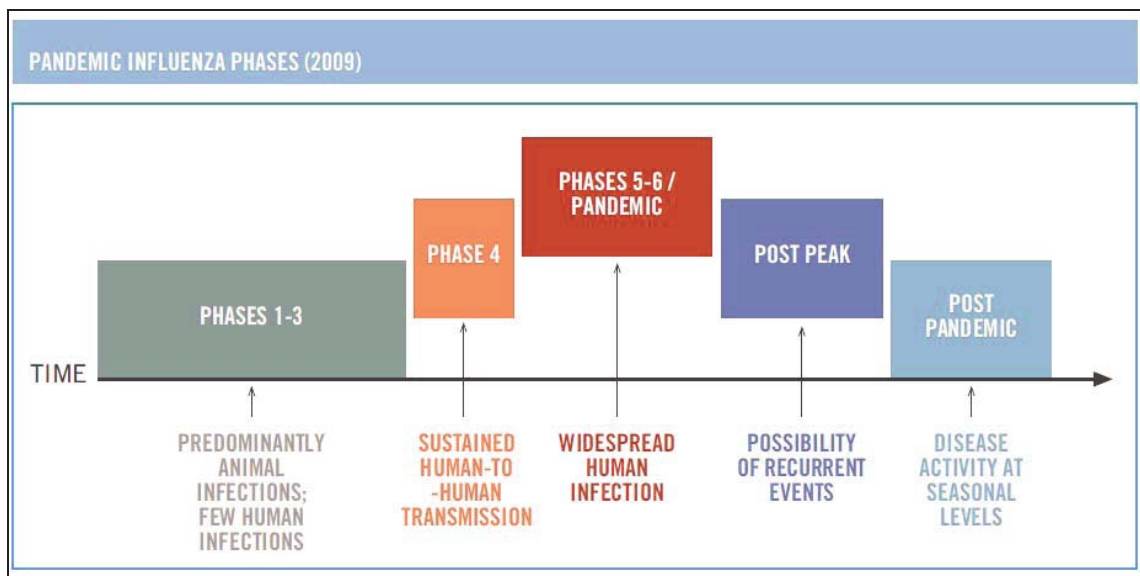 PANDEMIC INFLUENZA PHASES (2009)
PHASES 5-6 /
PANDEMIC
PHASE 4
POST PEAK
PHASES 1-3
POST
PANDEMIC
TIME
PREDOMINANTLY
ANIMAL
INFECTIONS;
FEW HUMAN
INFECTIONS
SUSTAINED
HUMAN-TO
-HUMAN
TRANSMISSION
WIDESPREAD
HUMAN
INFECTION
POSSIBILITY
OF RECURRENT
EVENTS
DISEASE
ACTIVITY AT
SEASONAL
LEVELS